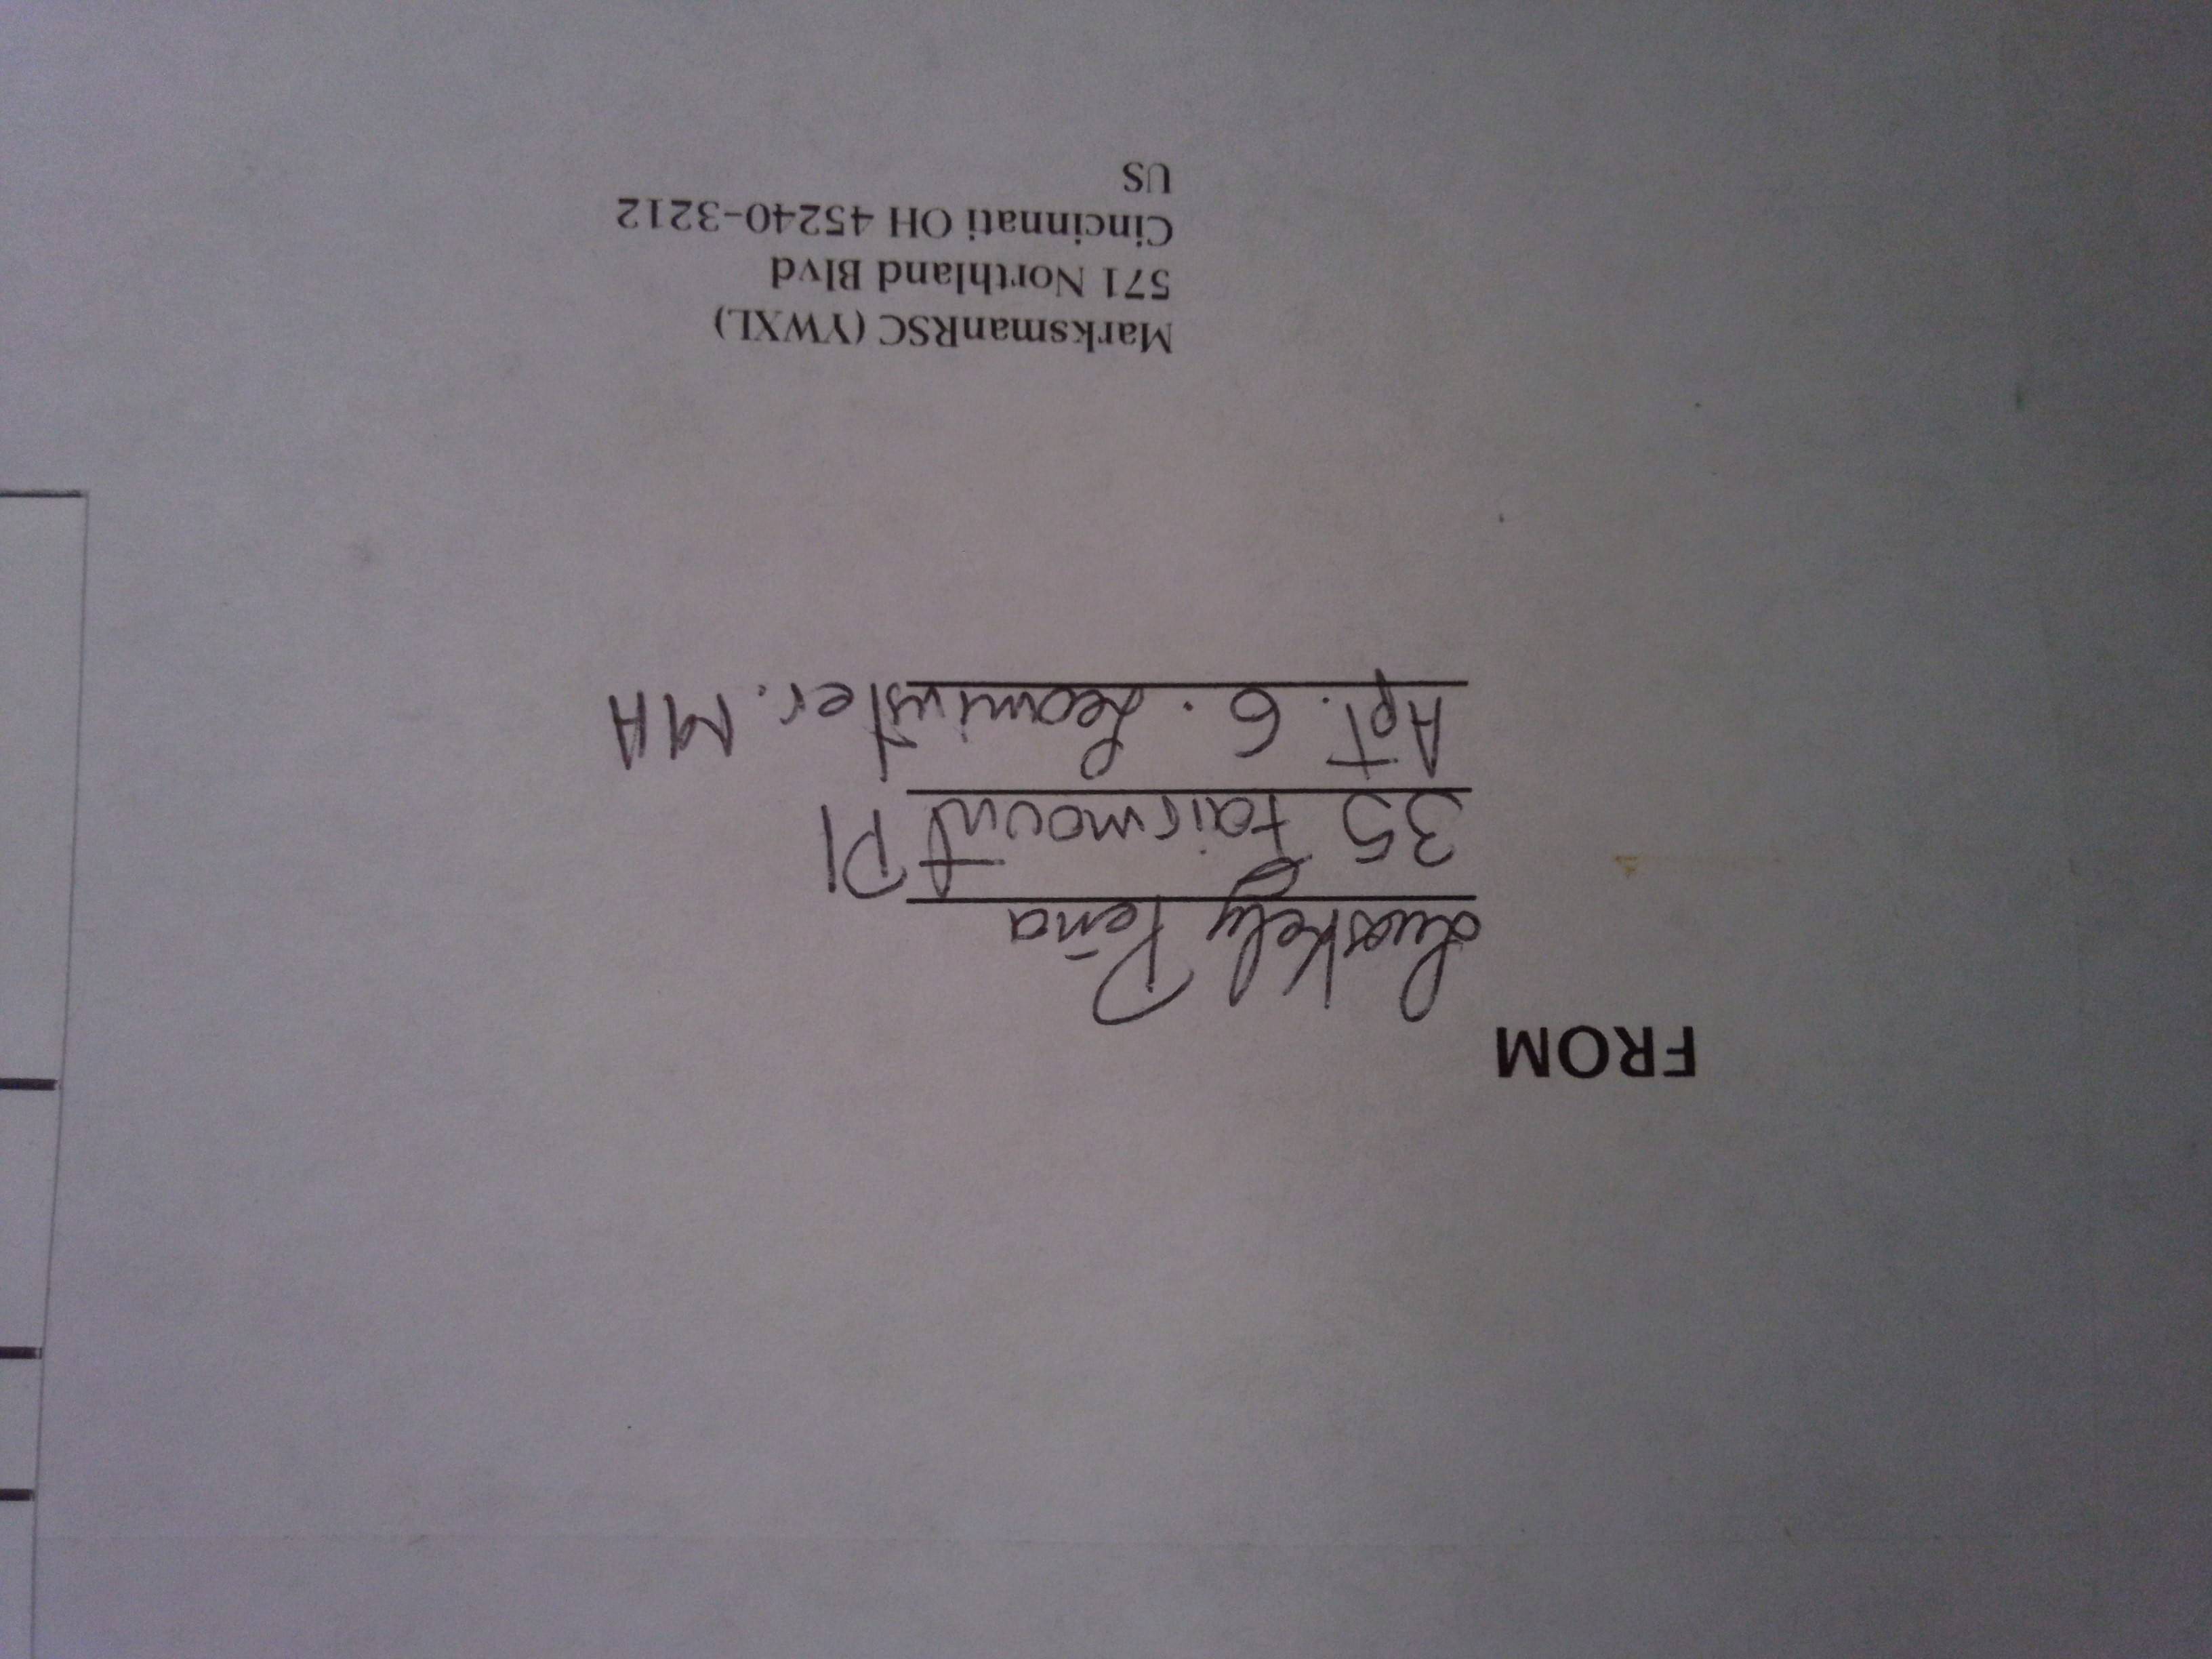 FROM
Luskely Peña
35 Fairmount Pl
Apt. 6. Leominster. MA
MarksmanRSC (YWXL)
571 Northland Blvd
Cincinnati OH 45240-3212
US